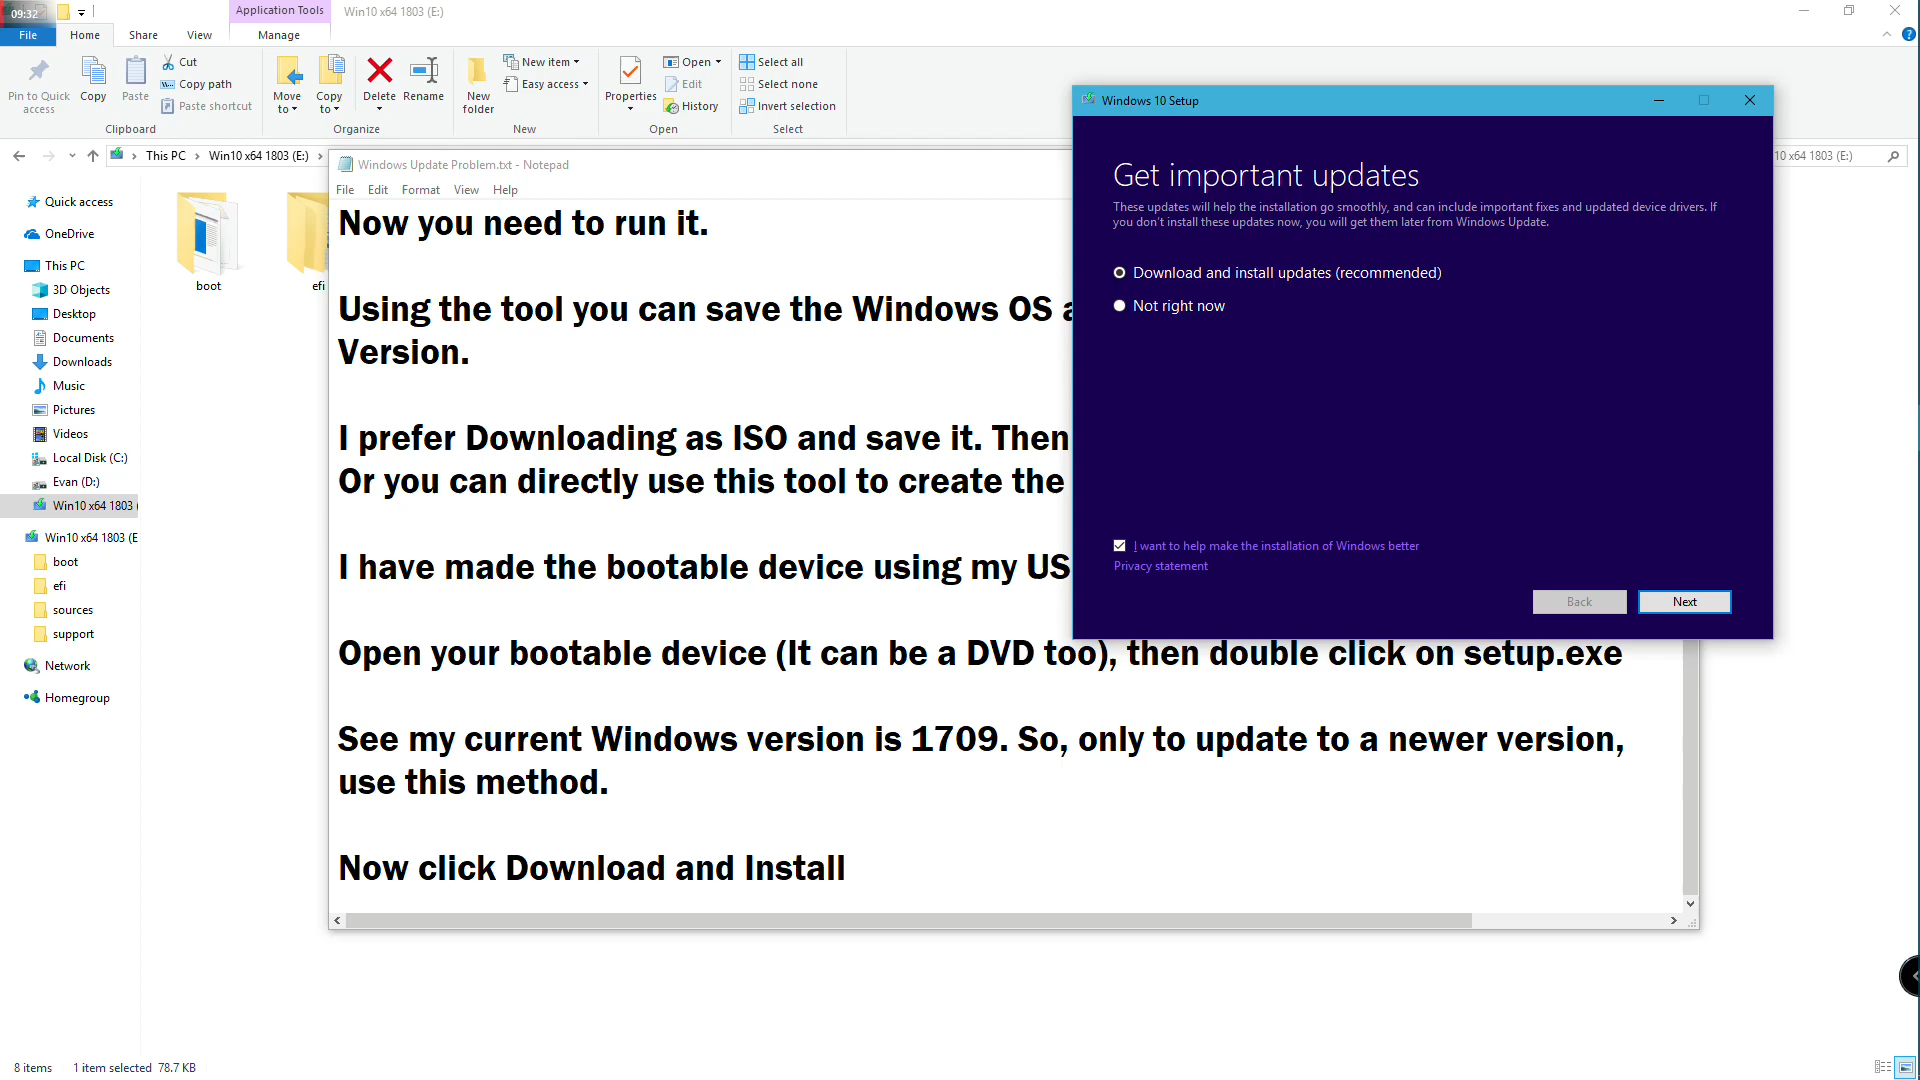 09:32
Application Tools
Win10 x64 1803 (E:)
File
Home
Share
View
Manage
Pin to Quick access
Copy
Paste
Cut
Copy path
Paste shortcut
Clipboard
Move to
Copy to
Delete
Rename
Organize
New folder
New item
Easy access
New
Properties
Open
Edit
History
Open
Select all
Select none
Invert selection
Select
This PC
Win10 x64 1803 (E:)
10 x64 1803 (E:)
Quick access
OneDrive
This PC
3D Objects
Desktop
Documents
Downloads
Music
Pictures
Videos
Local Disk (C:)
Evan (D:)
Win10 x64 1803 (
Win10 x64 1803 (E
boot
efi
sources
support
Network
Homegroup
boot
efi
Windows Update Problem.txt - Notepad
File Edit Format View Help
Now you need to run it.
Using the tool you can save the Windows OS a
Version.
I prefer Downloading as ISO and save it. Then
Or you can directly use this tool to create the
I have made the bootable device using my US
Open your bootable device (It can be a DVD too), then double click on setup.exe
See my current Windows version is 1709. So, only to update to a newer version,
use this method.
Now click Download and Install
Windows 10 Setup
Get important updates
These updates will help the installation go smoothly, and can include important fixes and updated device drivers. If
you don't install these updates now, you will get them later from Windows Update.
Download and install updates (recommended)
Not right now
I want to help make the installation of Windows better
Privacy statement
Back
Next
8 items
1 item selected 78.7 KB